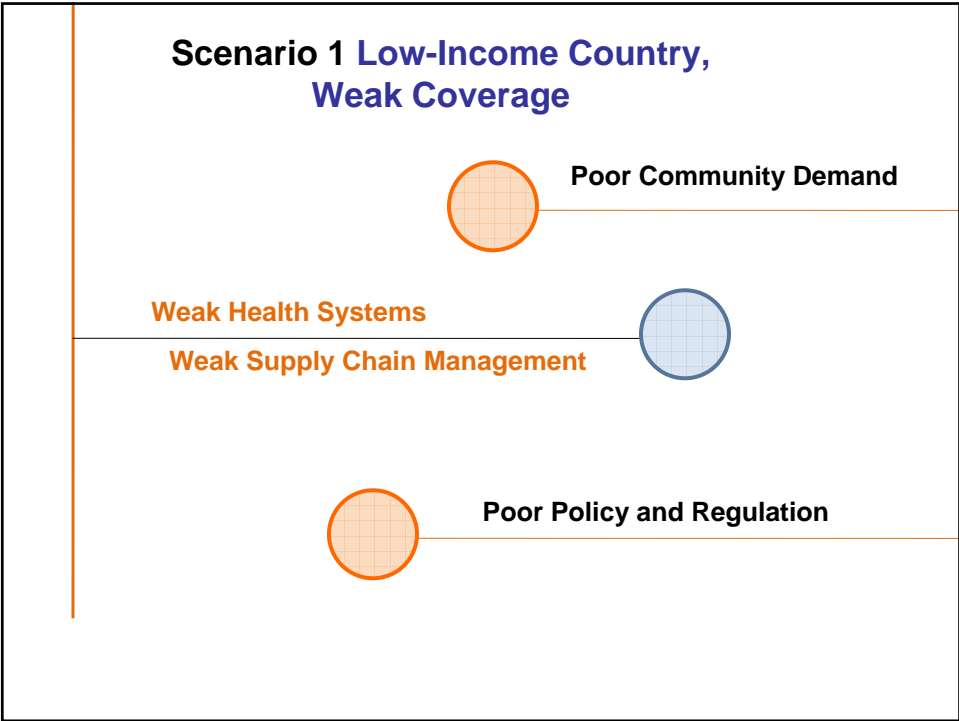 Scenario 1 Low-Income Country,
Weak Coverage
Poor Community Demand
Weak Health Systems
Weak Supply Chain Management
Poor Policy and Regulation